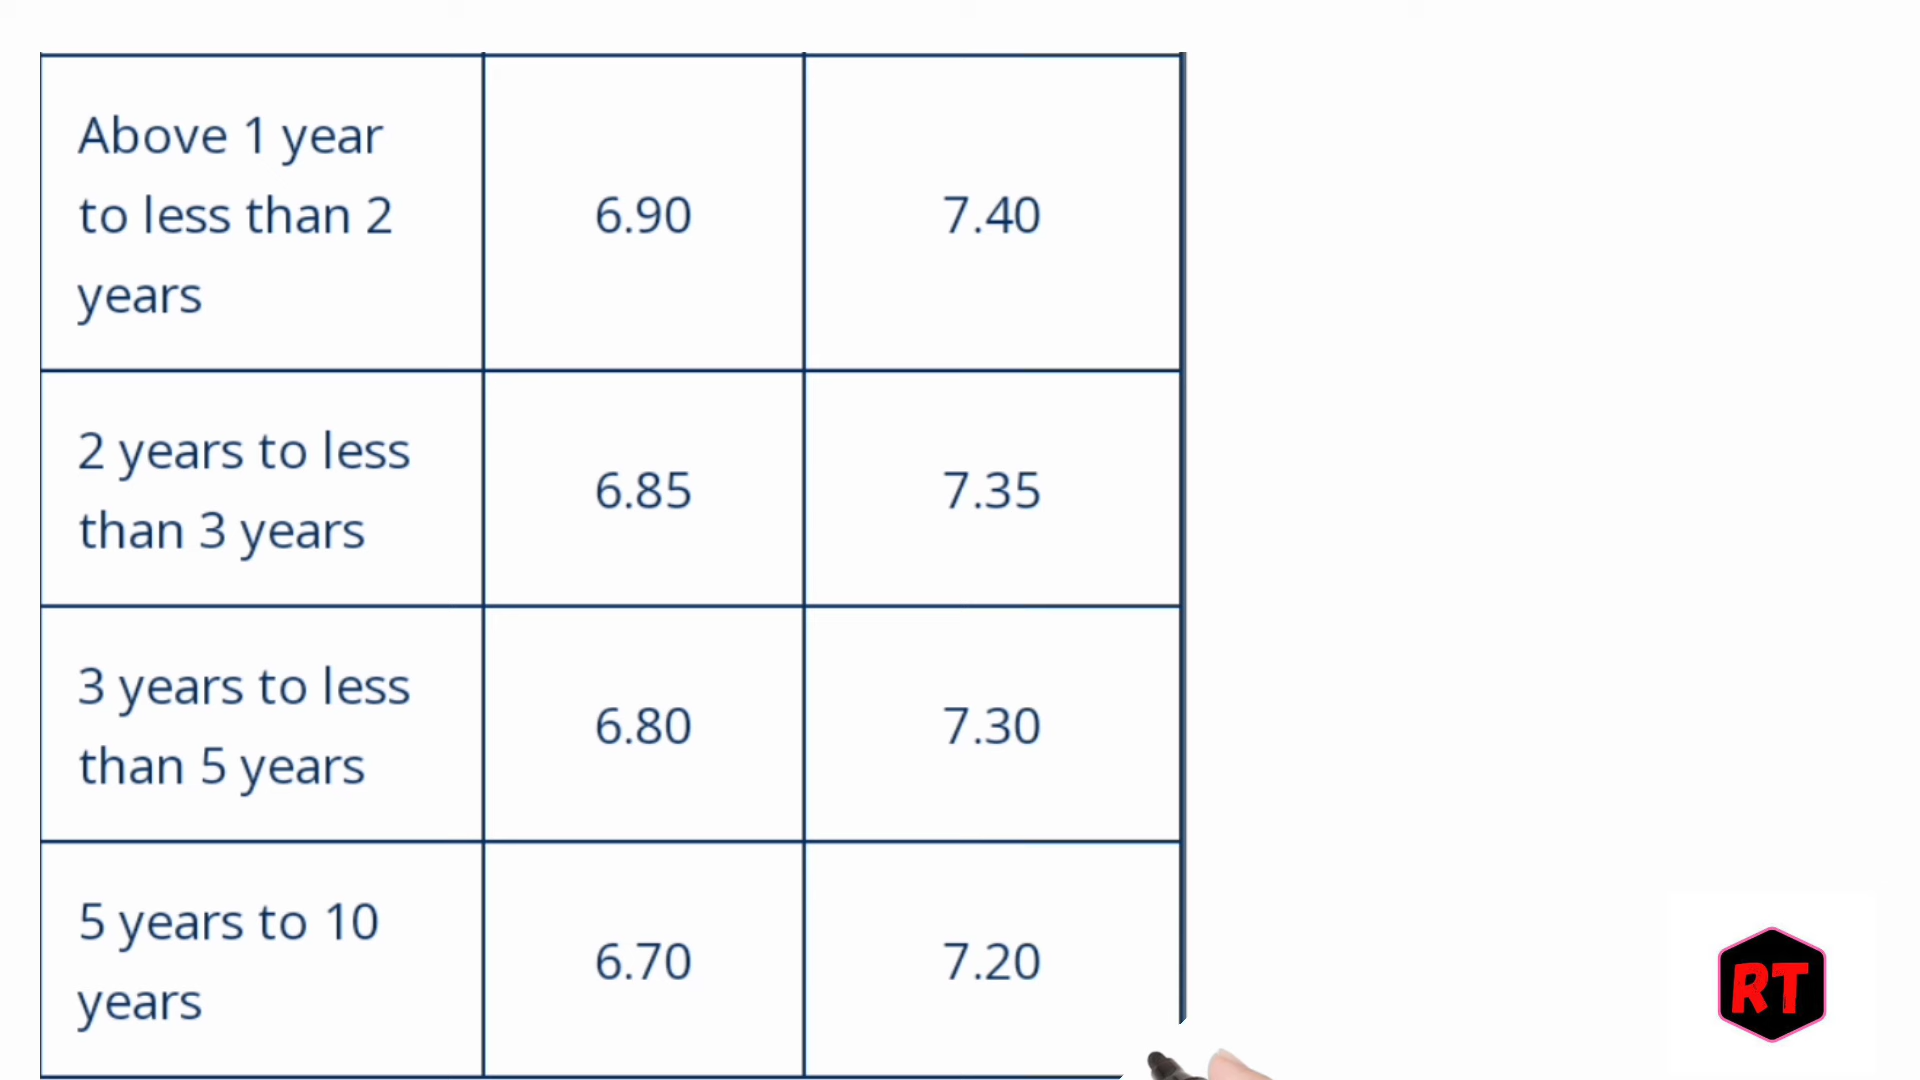 Above 1 year
to less than 2
years
6.90
7.40
2 years to less
than 3 years
6.85
7.35
3 years to less
than 5 years
6.80
7.30
5 years to 10
years
6.70
7.20
RT